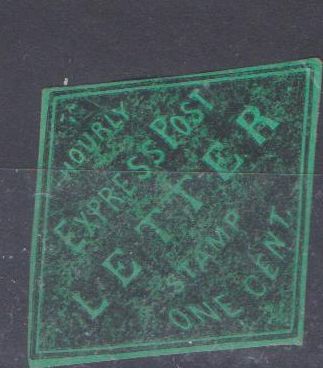 HOURLY
EXPRESS POST
LETTER
STAMP
ONE CENT